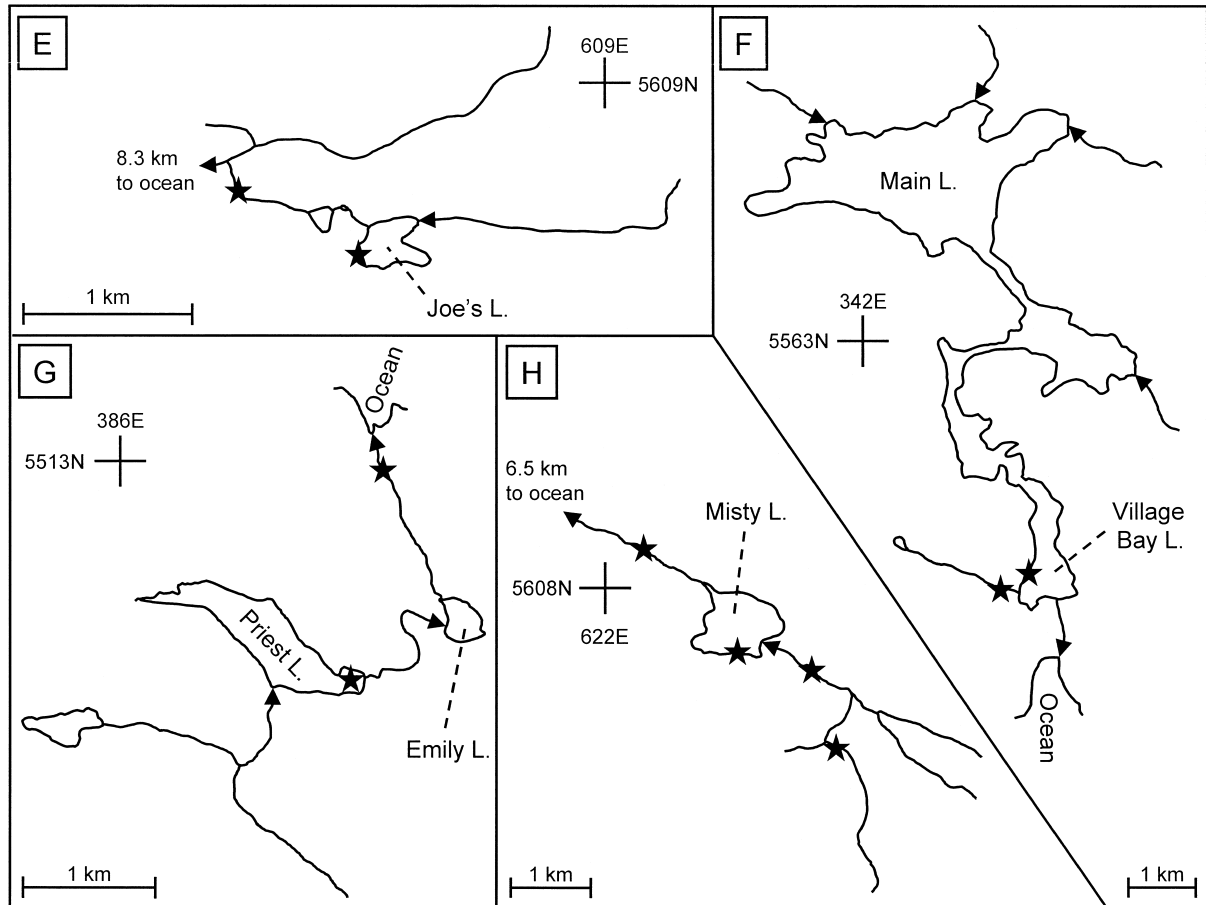 E
609E
5609N
8.3 km
to ocean
1 km
Joe's L.
F
Main L.
342E
5563N
Village
Bay L.
Ocean
1 km
G
Ocean
386E
5513N
Priest L.
Emily L.
1 km
H
6.5 km
to ocean
Misty L.
5608N
622E
1 km